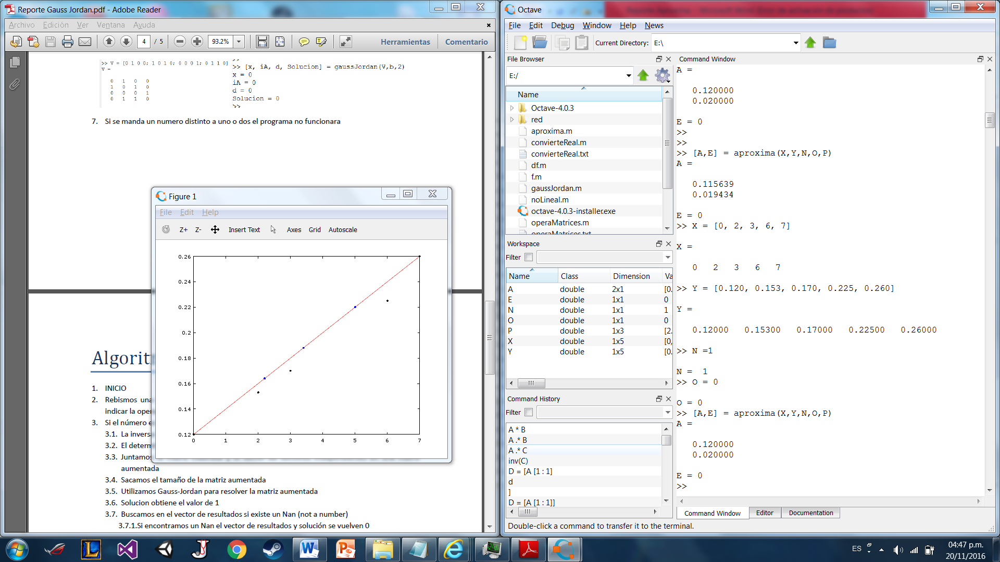 Reporte Gauss Jordan.pdf - Adobe Reader
Archivo Edición Ver Ventana Ayuda
4 / 5 93.2% Herramientas Comentario
>> V = [0 1 0 0; 1 0 1 0; 0 0 0 1; 0 1 1 0]
V =
0 1 0 0
1 0 1 0
0 0 0 1
0 1 1 0
>> [x, iA, d, Solucion] = gaussJordan(V,b,2)
x = 0
iA = 0
d = 0
Solucion = 0
>>
7. Si se manda un numero distinto a uno o dos el programa no funcionara
Figure 1
File Edit Help
Z+ Z- Insert Text Axes Grid Autoscale
0.26
0.24
0.22
0.2
0.18
0.16
0.14
0.12
0 1 2 3 4 5 6 7
Algorit
1. INICIO
2. Rebismos una
indicar la oper
3. Si el número e
3.1. La inversa
3.2. El determ
3.3. Juntamos
aumentada
3.4. Sacamos el tamaño de la matriz aumentada
3.5. Utilizamos Gauss-Jordan para resolver la matriz aumentada
3.6. Solucion obtiene el valor de 1
3.7. Buscamos en el vector de resultados si existe un Nan (not a number)
3.7.1.Si encontramos un Nan el vector de resultados y solución se vuelven 0
Octave
File Edit Debug Window Help News
Current Directory: E:\
File Browser
E:/
Name
Octave-4.0.3
red
aproxima.m
convierteReal.m
convierteReal.txt
df.m
f.m
gaussJordan.m
noLineal.m
octave-4.0.3-installer.exe
operaMatrices.m
operaMatrices.txt
Workspace
Filter
Name Class Dimension Va
A double 2x1 [0.
E double 1x1 0
N double 1x1 1
O double 1x1 0
P double 1x3 [2.
X double 1x5 [0,
Y double 1x5 [0.
Command History
Filter
A * B
A .* B
A .* C
inv(C)
D = [A [1 : 1]
d
]
D = [A [1 : 1]]
Command Window
A =
0.120000
0.020000
E = 0
>>
>>
>> [A,E] = aproxima(X,Y,N,O,P)
A =
0.115639
0.019434
E = 0
>> X = [0, 2, 3, 6, 7]
X =
0 2 3 6 7
>> Y = [0.120, 0.153, 0.170, 0.225, 0.260]
Y =
0.12000 0.15300 0.17000 0.22500 0.26000
>> N =1
N = 1
>> O = 0
O = 0
>> [A,E] = aproxima(X,Y,N,O,P)
A =
0.120000
0.020000
E = 0
>>
Command Window Editor Documentation
Double-click a command to transfer it to the terminal.
ES 04:47 p.m.
20/11/2016